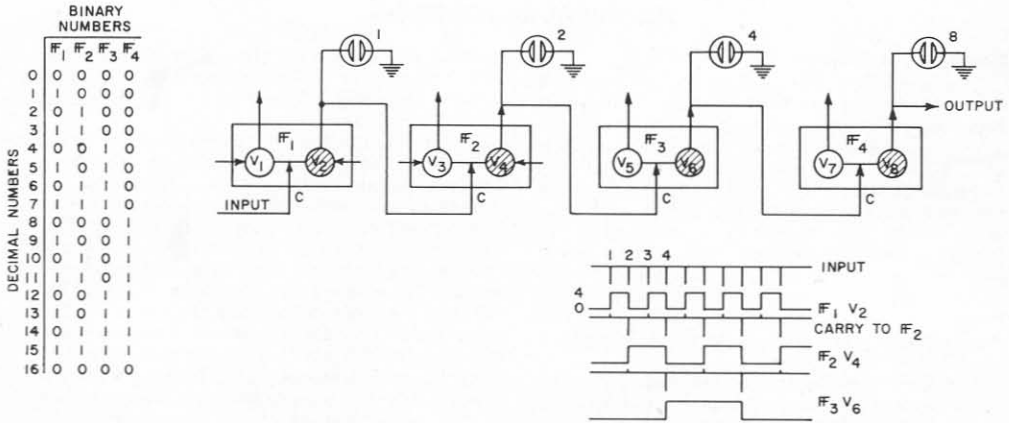 BINARY
NUMBERS
FF1 FF2 FF3 FF4
DECIMAL NUMBERS
0 0 0 0 0
1 1 0 0 0
2 0 1 0 0
3 1 1 0 0
4 0 0 1 0
5 1 0 1 0
6 0 1 1 0
7 1 1 1 0
8 0 0 0 1
9 1 0 0 1
10 0 1 0 1
11 1 1 0 1
12 0 0 1 1
13 1 0 1 1
14 0 1 1 1
15 1 1 1 1
16 0 0 0 0
1 2 4 8
OUTPUT
FF1 FF2 FF3 FF4
V1 V2 V3 V4 V5 V6 V7 V8
INPUT C C C C
1 2 3 4 INPUT
4
0 FF1 V2
CARRY TO FF2
FF2 V4
FF3 V6